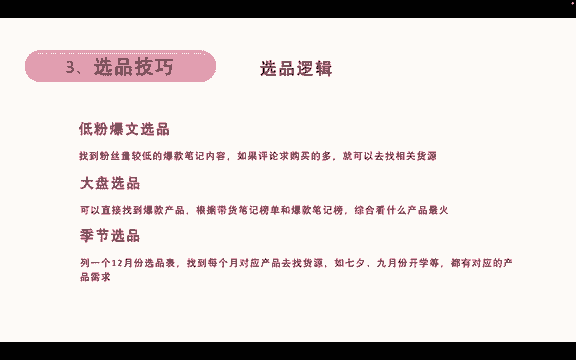 3、选品技巧
选品逻辑
低粉爆文选品
找到粉丝量较低的爆款笔记内容，如果评论求购买的多，就可以去找相关货源
大盘选品
可以直接找到爆款产品，根据带货笔记榜单和爆款笔记榜，综合看什么产品最火
季节选品
列一个12月份选品表，找到每个月对应产品去找货源，如七夕、九月份开学等，都有对应的产
品需求